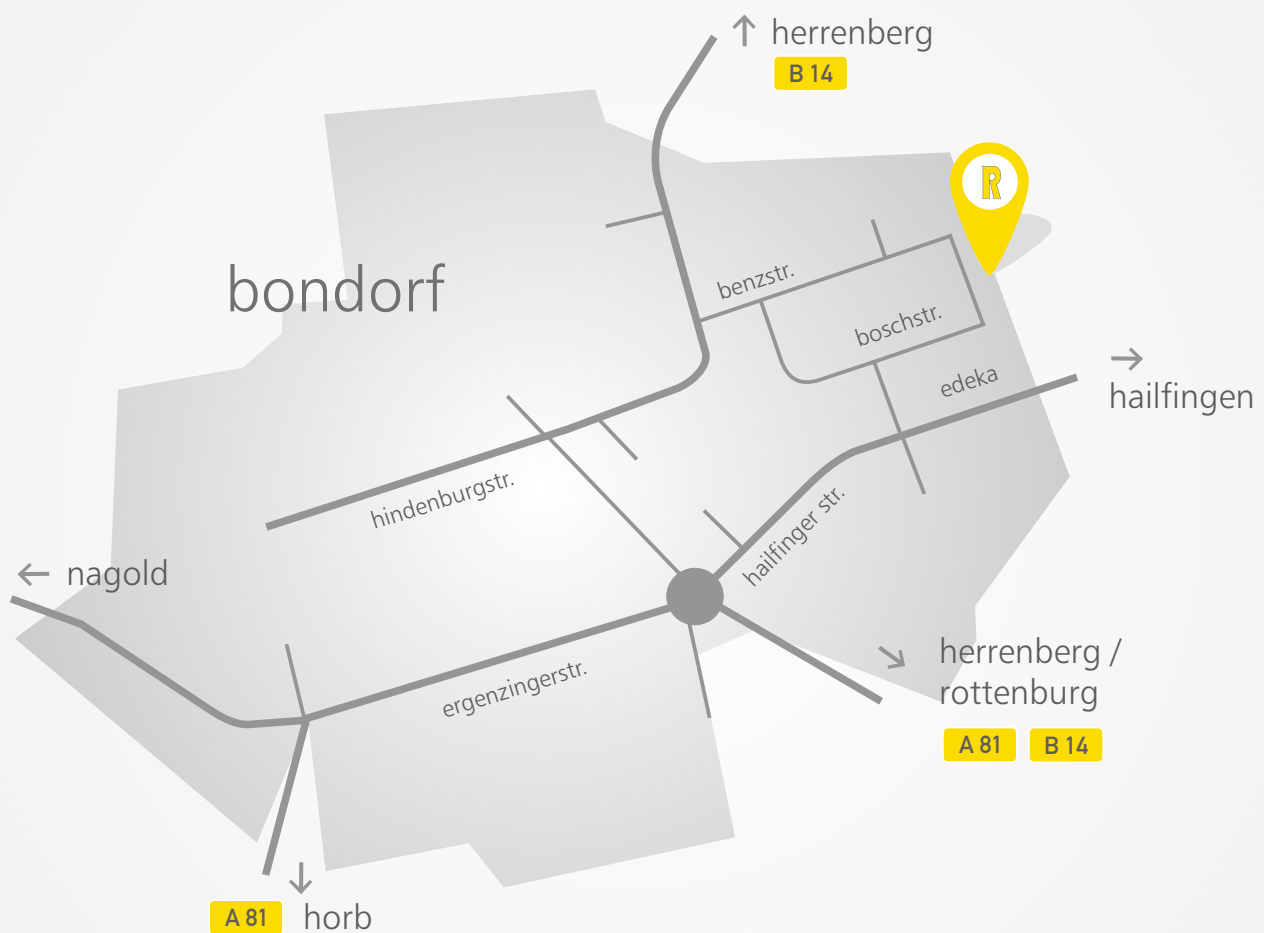 ↑ herrenberg
B 14
R
bondorf
benzstr.
boschstr.
edeka
→
hailfingen
hindenburgstr.
hailfinger str.
← nagold
herrenberg /
rottenburg
ergenzingerstr.
A 81 B 14
A 81 horb